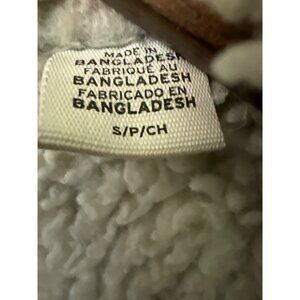 MADE IN
BANGLADESH
FABRIQUÉ AU
BANGLADESH
FABRICADO EN
BANGLADESH
S/P/CH